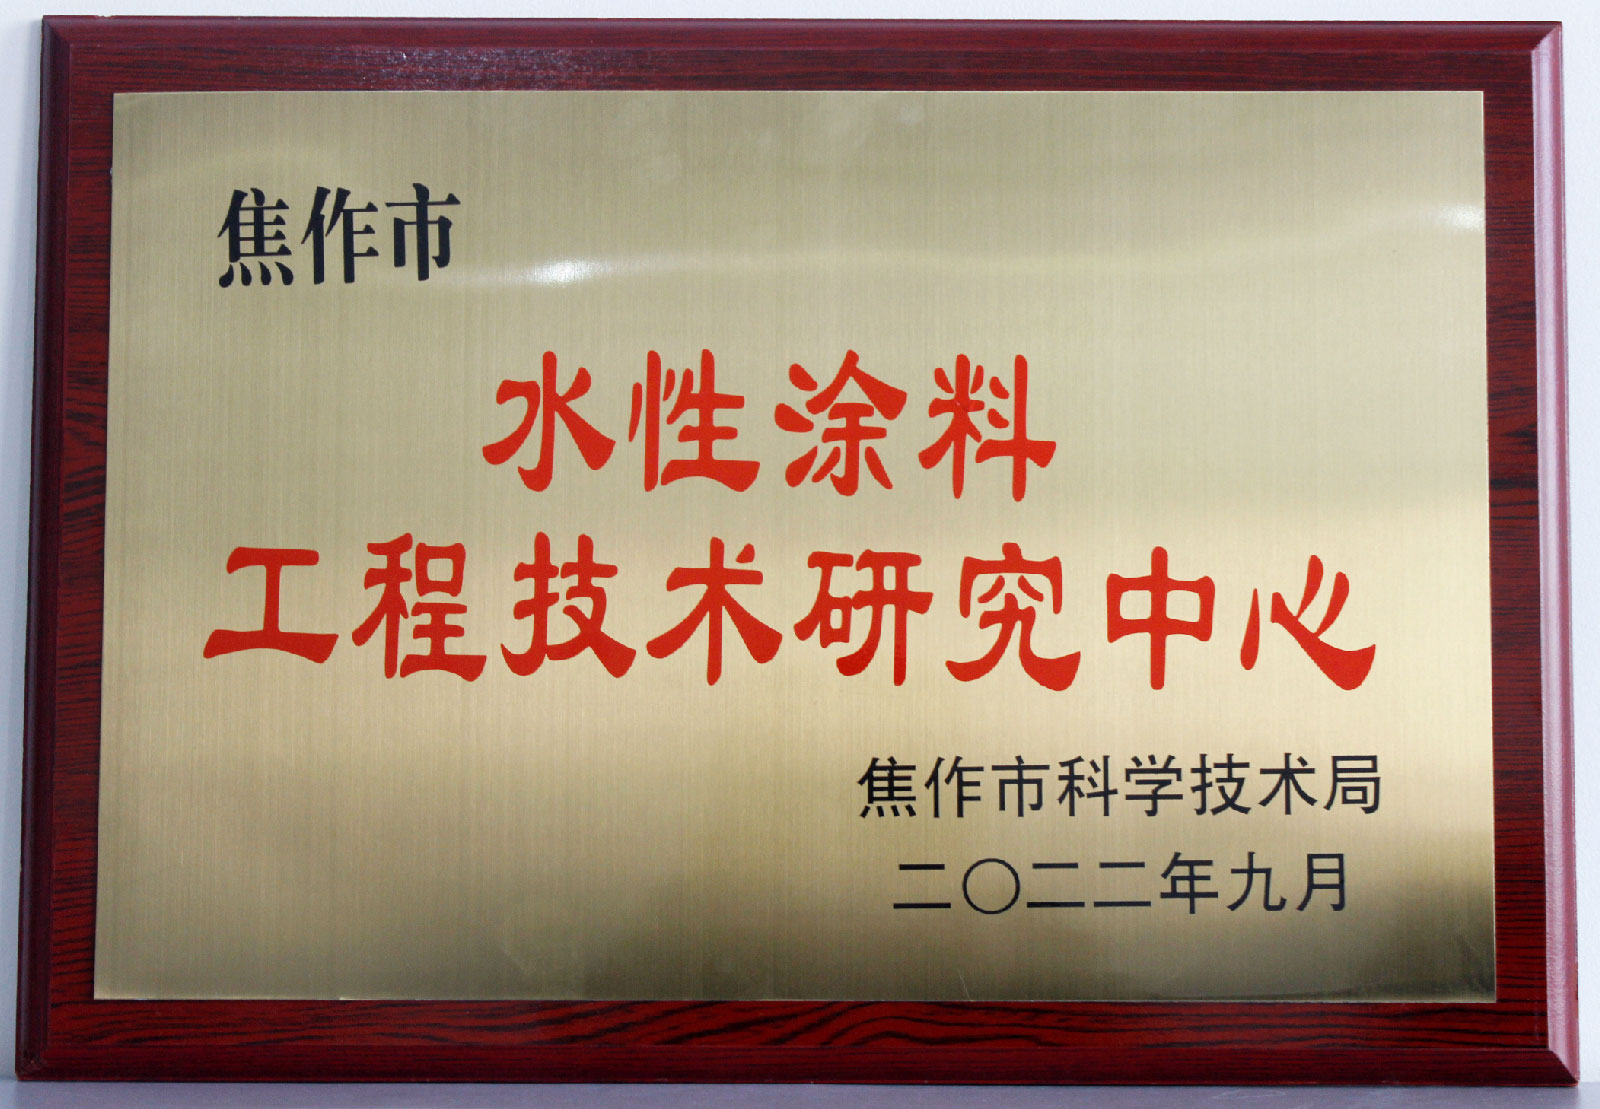 焦作市
水性涂料
工程技术研究中心
焦作市科学技术局
二〇二二年九月